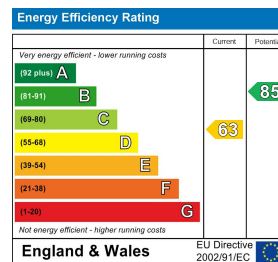 Energy Efficiency Rating
Current Potenti
Very energy efficient - lower running costs
(92 plus) A
(81-91) B
(69-80) C
(55-68) D
(39-54) E
(21-38) F
(1-20) G
63
85
Not energy efficient - higher running costs
England & Wales
EU Directive
2002/91/EC